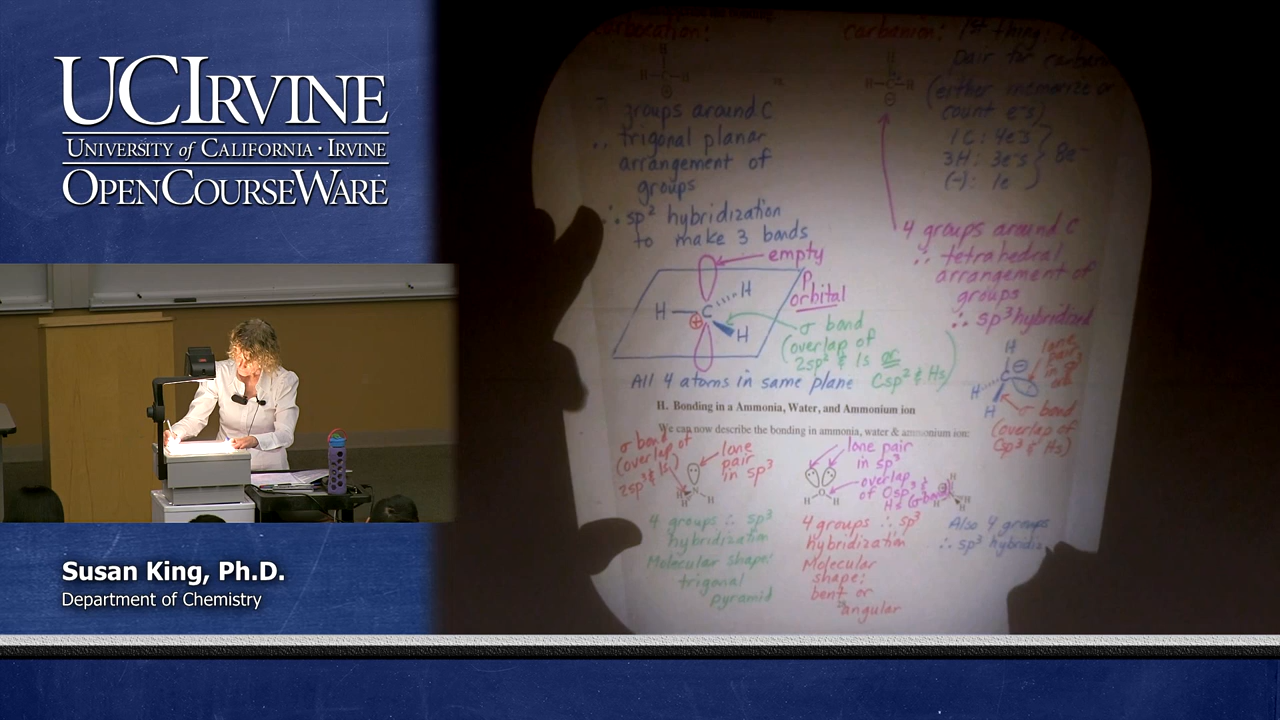 UCIRVINE
UNIVERSITY of CALIFORNIA · IRVINE
OPENCOURSEWARE
Susan King, Ph.D.
Department of Chemistry
carbanion: 1st thing:
pair for
(either memorize or
count e's)
1C: 4e's
3H: 3e's } 8e-
(-): 1e
groups around C
∴ trigonal planar
arrangement of
groups
∴ sp² hybridization
to make 3 bonds
empty
p
orbital
H
C
H
H
⊕
σ bond
(overlap of
2sp² & 1s or
Csp² & Hs)
All 4 atoms in same plane
4 groups around C
∴ tetrahedral
arrangement of
groups
∴ sp³ hybridized
H
C
H
H
lone
pair
in sp³
σ bond
(overlap of
Csp³ & Hs)
H. Bonding in a Ammonia, Water, and Ammonium ion
We can now describe the bonding in ammonia, water & ammonium ion:
σ bond
(overlap of
2sp³ & 1s)
lone
pair
in sp³
lone pair
in sp³
overlap
of Osp³ &
Hs (σ bond)
4 groups ∴ sp³
hybridization
Molecular shape:
trigonal
pyramid
4 groups ∴ sp³
hybridization
Molecular
shape:
bent or
angular
Also 4 groups
∴ sp³